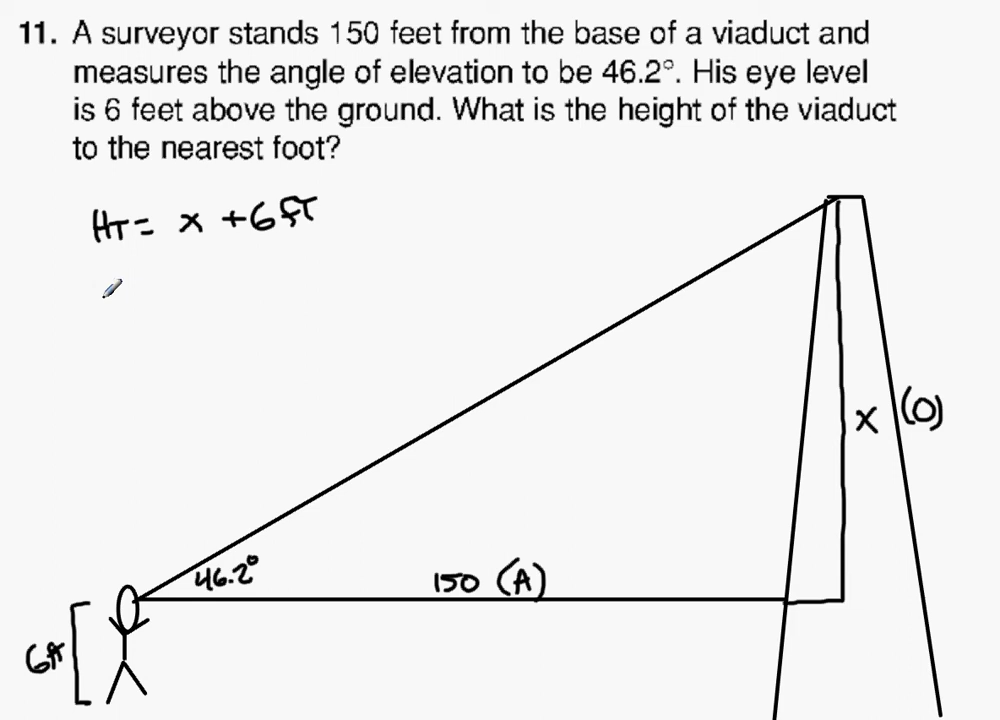 11. A surveyor stands 150 feet from the base of a viaduct and
measures the angle of elevation to be 46.2°. His eye level
is 6 feet above the ground. What is the height of the viaduct
to the nearest foot?
HT = x + 6 FT
x (O)
46.2°
150 (A)
6ft